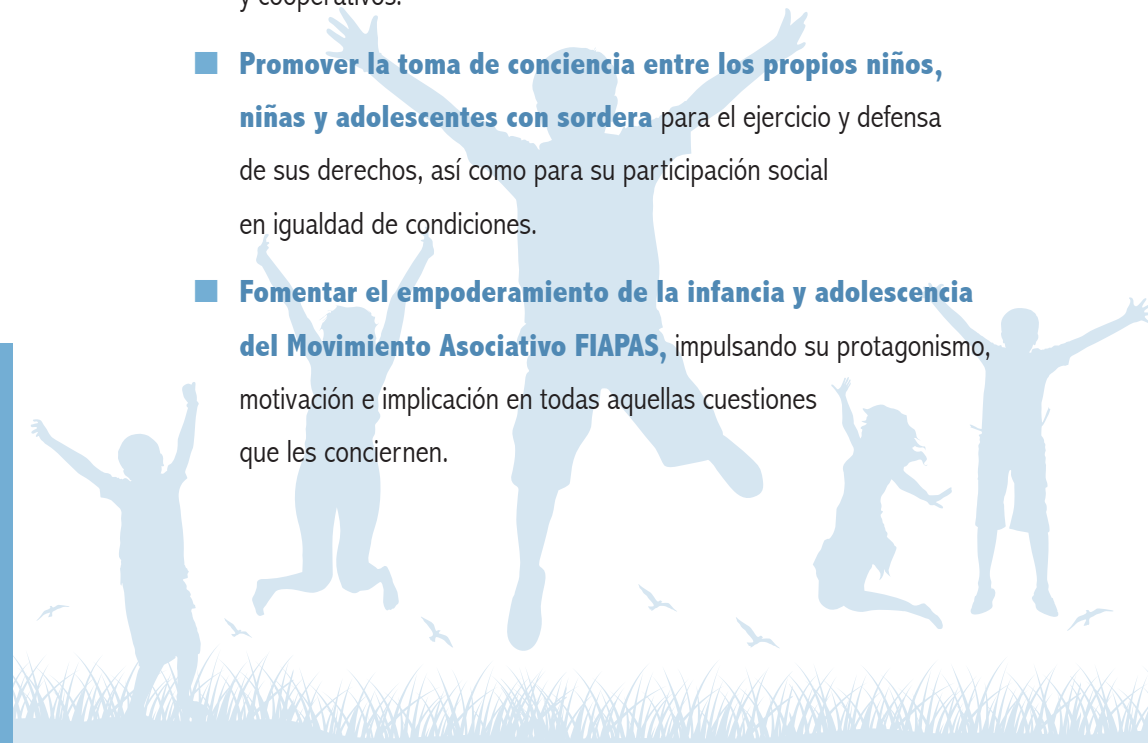 y cooperativos.
Promover la toma de conciencia entre los propios niños,
niñas y adolescentes con sordera para el ejercicio y defensa
de sus derechos, así como para su participación social
en igualdad de condiciones.
Fomentar el empoderamiento de la infancia y adolescencia
del Movimiento Asociativo FIAPAS, impulsando su protagonismo,
motivación e implicación en todas aquellas cuestiones
que les conciernen.